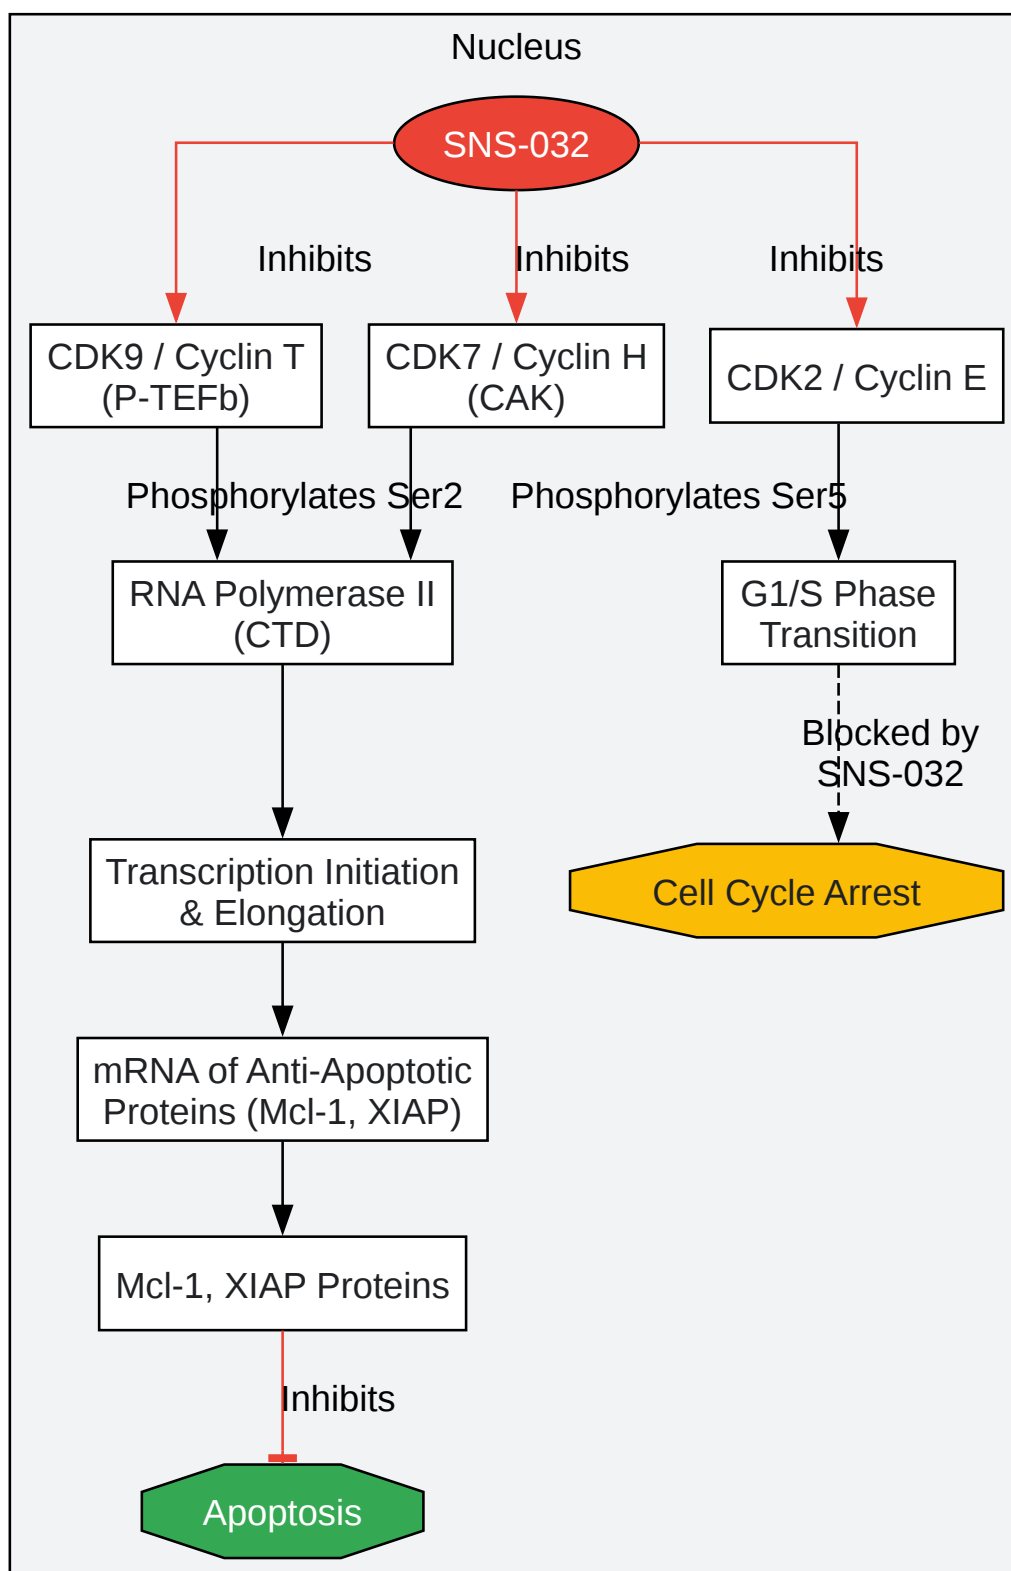 Nucleus
SNS-032
Inhibits
Inhibits
Inhibits
CDK9 / Cyclin T
(P-TEFb)
CDK7 / Cyclin H
(CAK)
CDK2 / Cyclin E
Phosphorylates Ser2
Phosphorylates Ser5
RNA Polymerase II
(CTD)
G1/S Phase
Transition
Blocked by
SNS-032
Transcription Initiation
& Elongation
Cell Cycle Arrest
mRNA of Anti-Apoptotic
Proteins (Mcl-1, XIAP)
Mcl-1, XIAP Proteins
Inhibits
Apoptosis